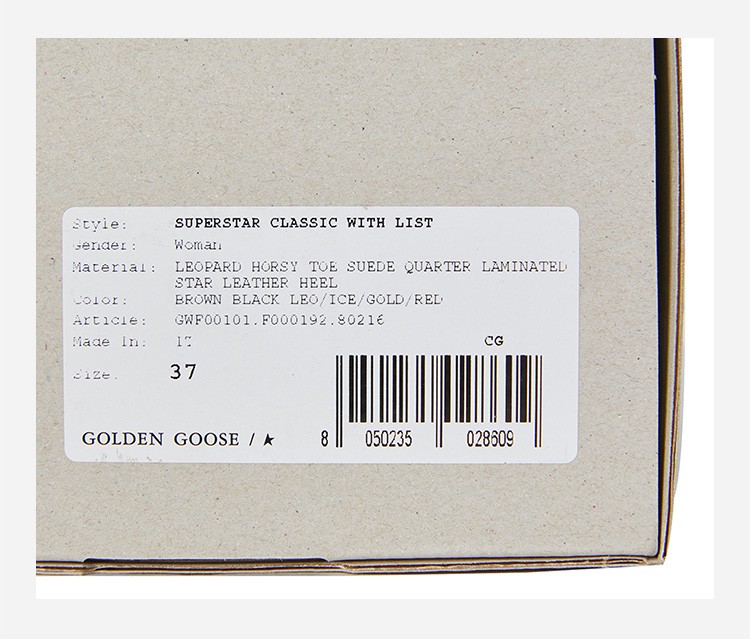 Style: SUPERSTAR CLASSIC WITH LIST
Gender: Woman
Material: LEOPARD HORSY TOE SUEDE QUARTER LAMINATED
STAR LEATHER HEEL
Color: BROWN BLACK LEO/ICE/GOLD/RED
Article: GWF00101.F000192.80216
Made In: IT
CG
Size: 37
GOLDEN GOOSE / ★
8 050235 028609